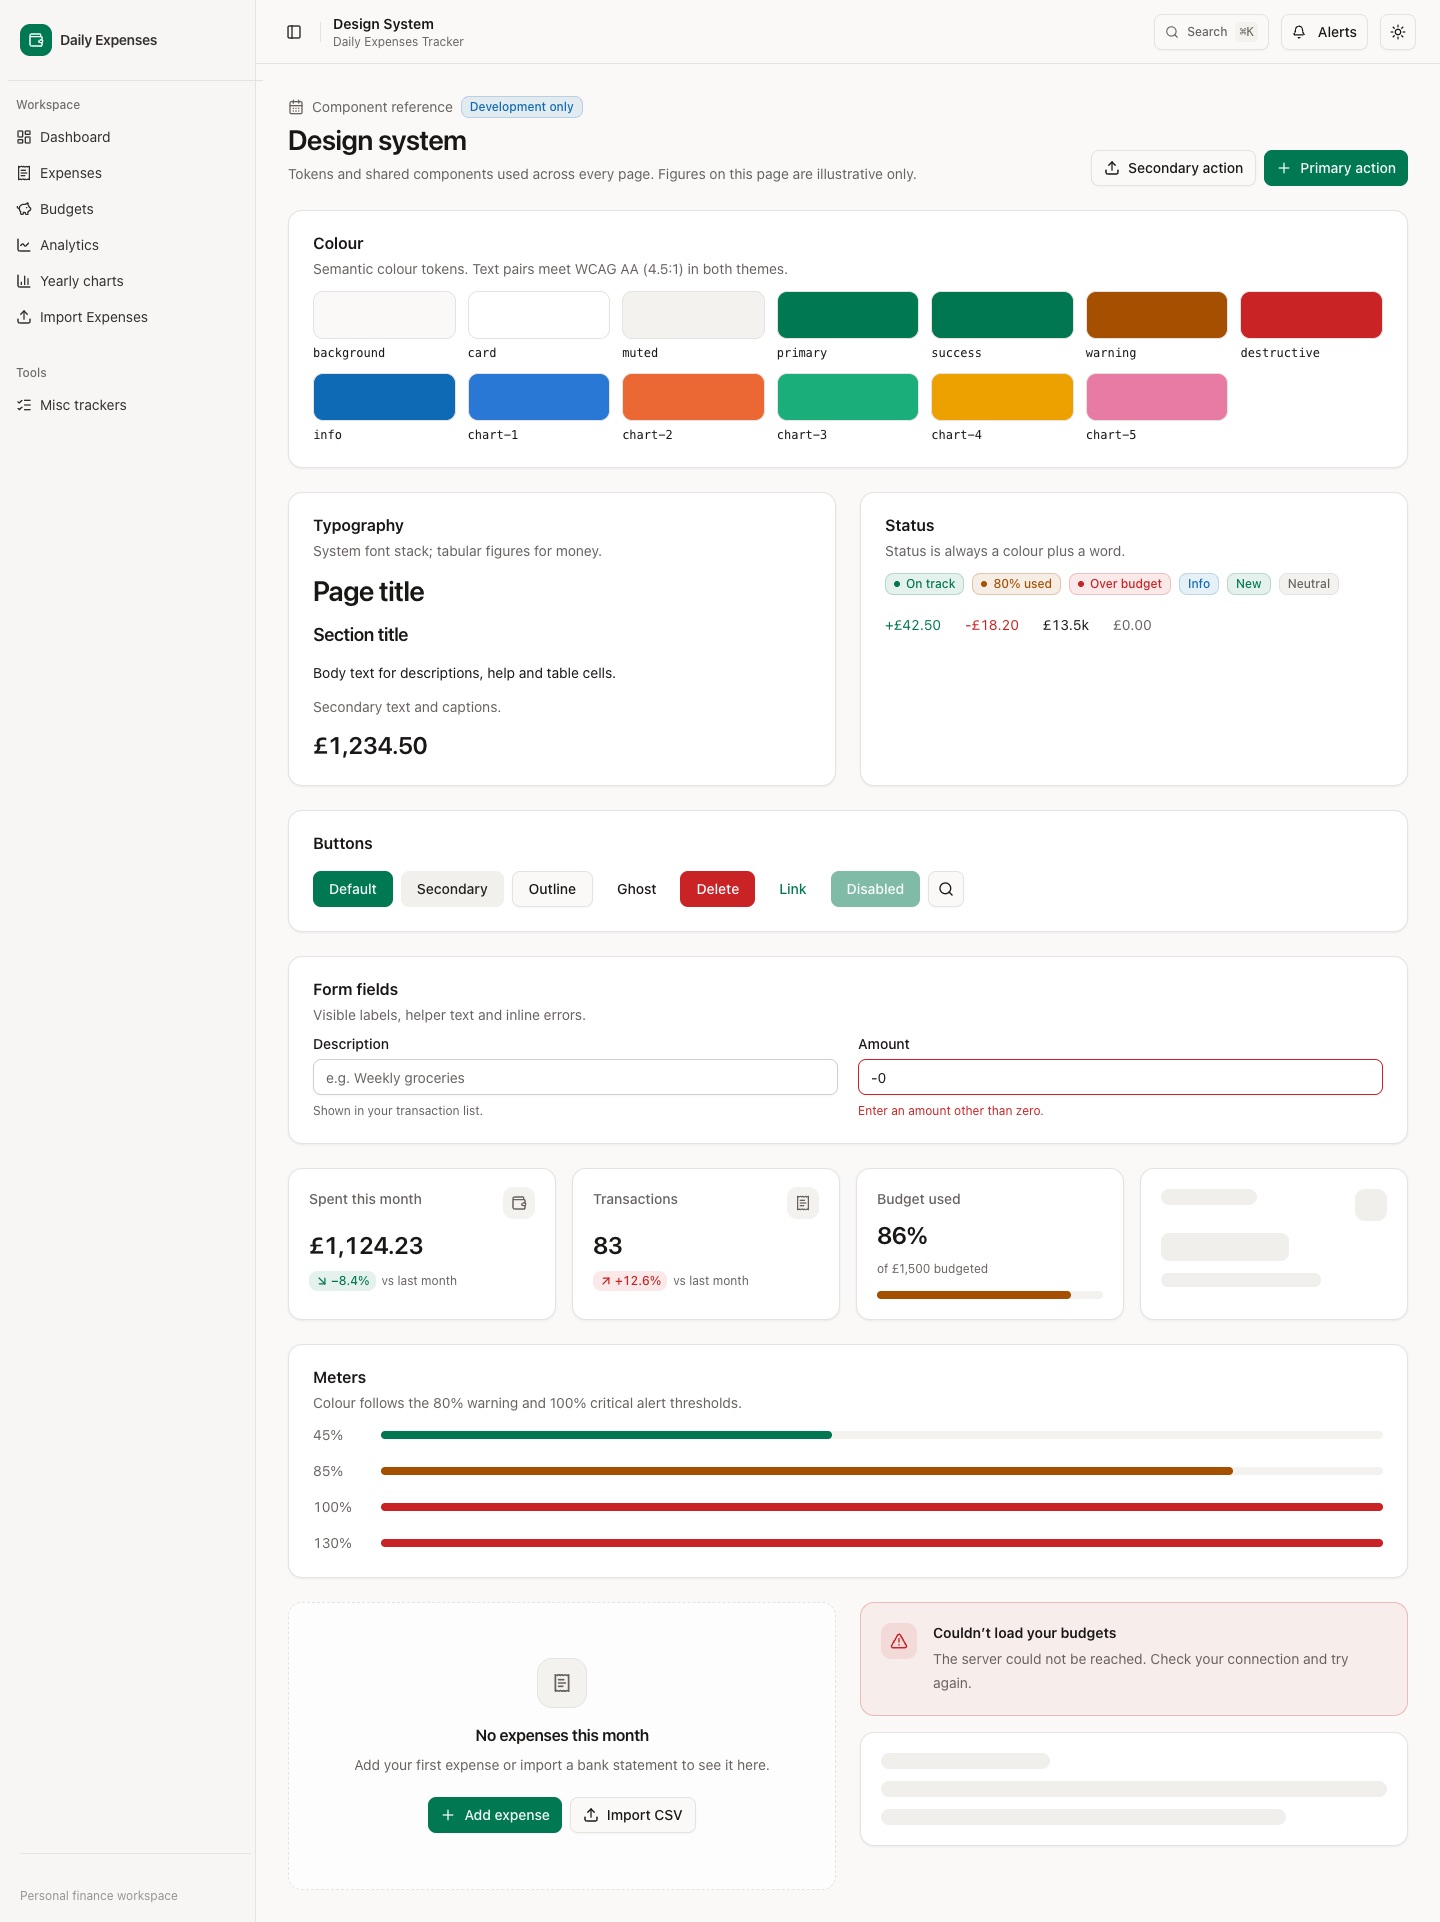 Daily Expenses
Workspace
Dashboard
Expenses
Budgets
Analytics
Yearly charts
Import Expenses
Tools
Misc trackers
Personal finance workspace
Design System
Daily Expenses Tracker
Search ⌘K
Alerts
Component reference Development only
Design system
Tokens and shared components used across every page. Figures on this page are illustrative only.
Secondary action
Primary action
Colour
Semantic colour tokens. Text pairs meet WCAG AA (4.5:1) in both themes.
background card muted primary success warning destructive
info chart-1 chart-2 chart-3 chart-4 chart-5
Typography
System font stack; tabular figures for money.
Page title
Section title
Body text for descriptions, help and table cells.
Secondary text and captions.
£1,234.50
Status
Status is always a colour plus a word.
On track 80% used Over budget Info New Neutral
+£42.50 -£18.20 £13.5k £0.00
Buttons
Default Secondary Outline Ghost Delete Link Disabled
Form fields
Visible labels, helper text and inline errors.
Description
e.g. Weekly groceries
Shown in your transaction list.
Amount
-0
Enter an amount other than zero.
Spent this month
£1,124.23
−8.4% vs last month
Transactions
83
+12.6% vs last month
Budget used
86%
of £1,500 budgeted
Meters
Colour follows the 80% warning and 100% critical alert thresholds.
45%
85%
100%
130%
No expenses this month
Add your first expense or import a bank statement to see it here.
Add expense
Import CSV
Couldn’t load your budgets
The server could not be reached. Check your connection and try
again.